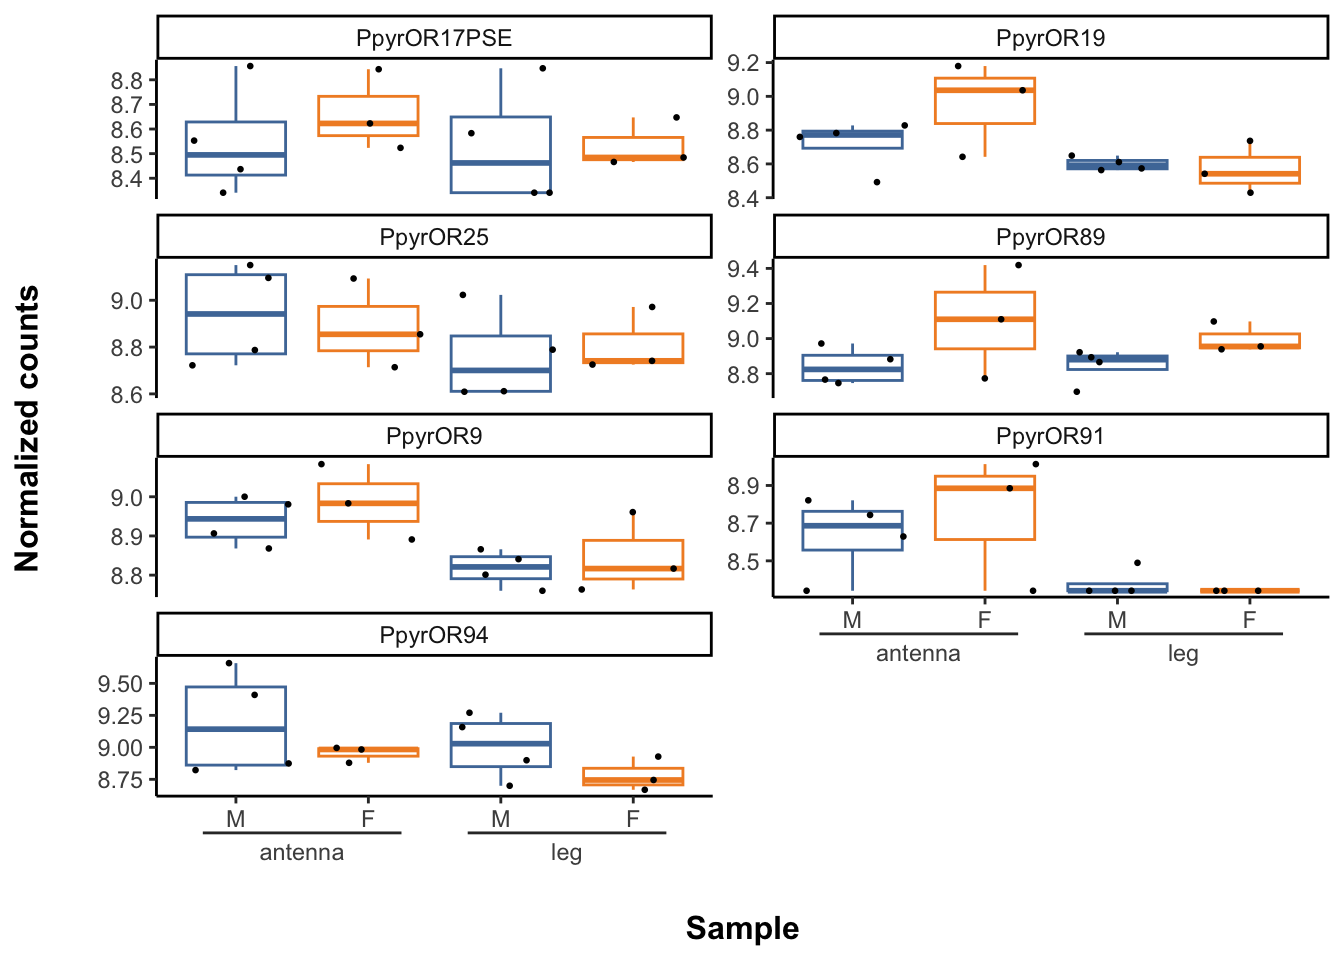 PpyrOR17PSE
8.8
8.7
8.6
8.5
8.4
PpyrOR19
9.2
9.0
8.8
8.6
8.4
PpyrOR25
9.0
8.8
8.6
PpyrOR89
9.4
9.2
9.0
8.8
PpyrOR9
9.0
8.9
8.8
PpyrOR91
8.9
8.7
8.5
M F M F
antenna leg
PpyrOR94
9.50
9.25
9.00
8.75
M F M F
antenna leg
Normalized counts
Sample